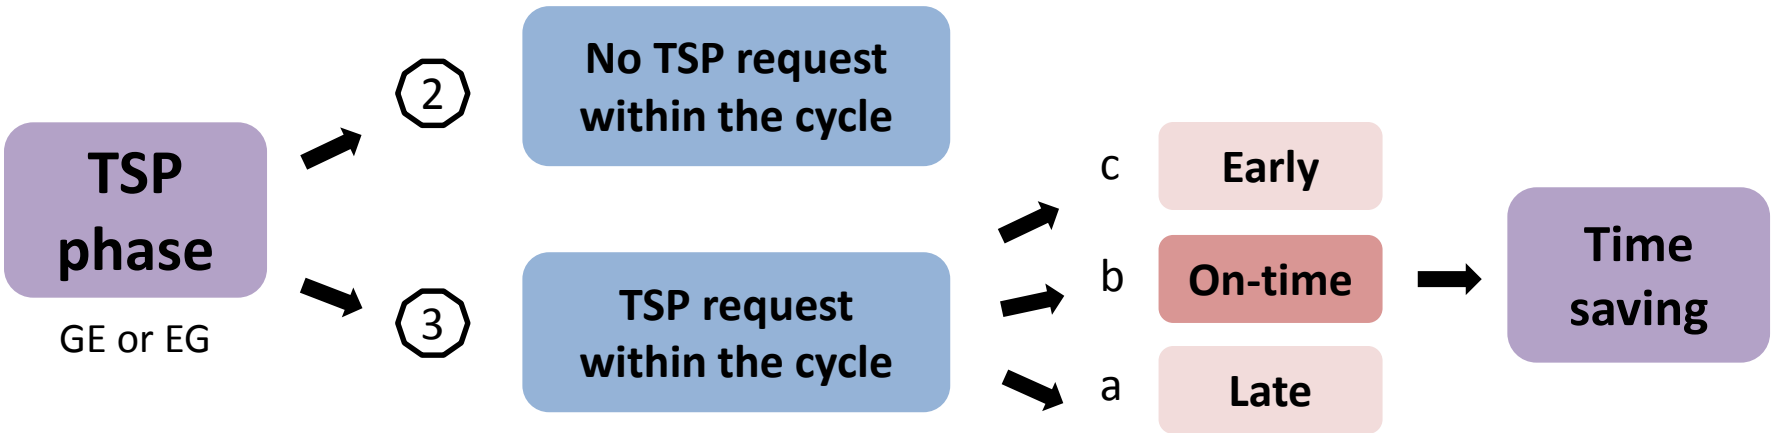 TSP
phase
GE or EG
2
No TSP request
within the cycle
3
TSP request
within the cycle
c
Early
b
On-time
a
Late
Time
saving